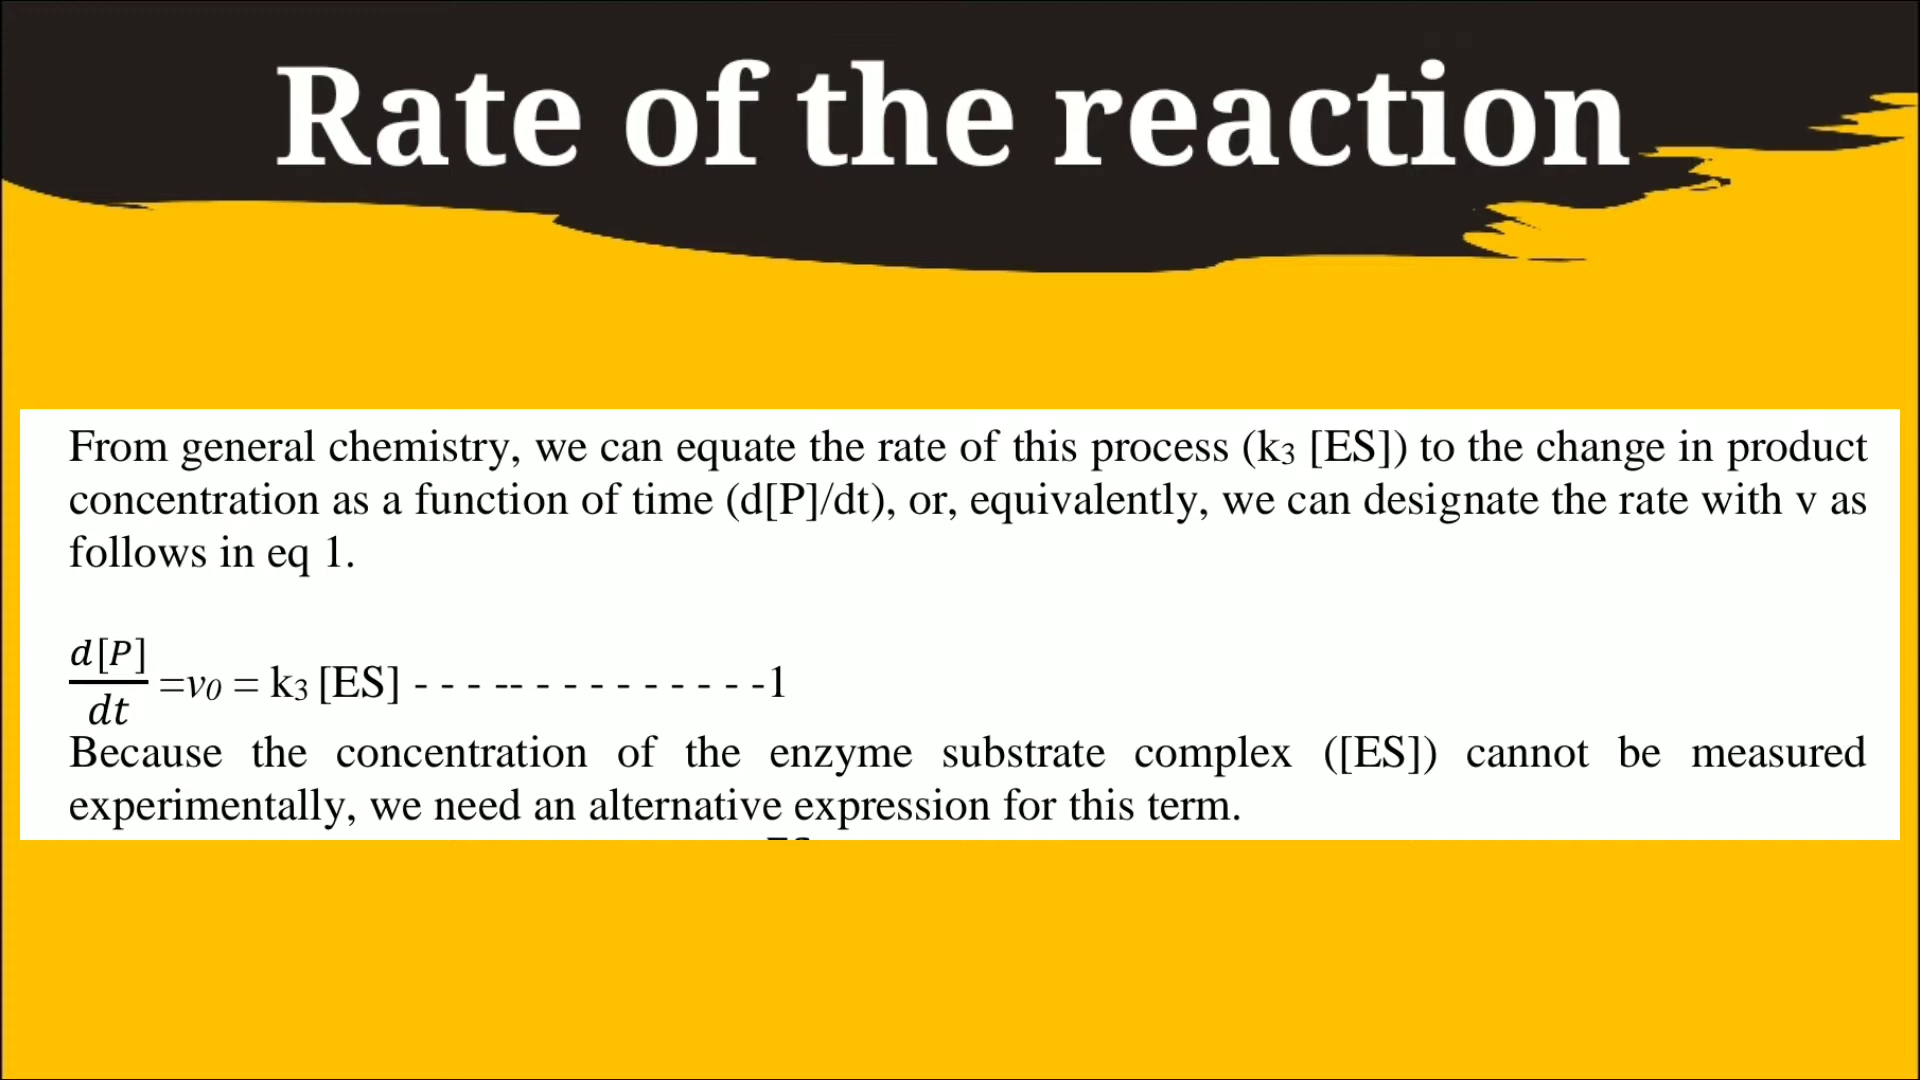 Rate of the reaction
From general chemistry, we can equate the rate of this process (k₃ [ES]) to the change in product
concentration as a function of time (d[P]/dt), or, equivalently, we can designate the rate with v as
follows in eq 1.
d[P]
dt
=v₀ = k₃ [ES] - - - -- - - - - - - - - -1
Because the concentration of the enzyme substrate complex ([ES]) cannot be measured
experimentally, we need an alternative expression for this term.